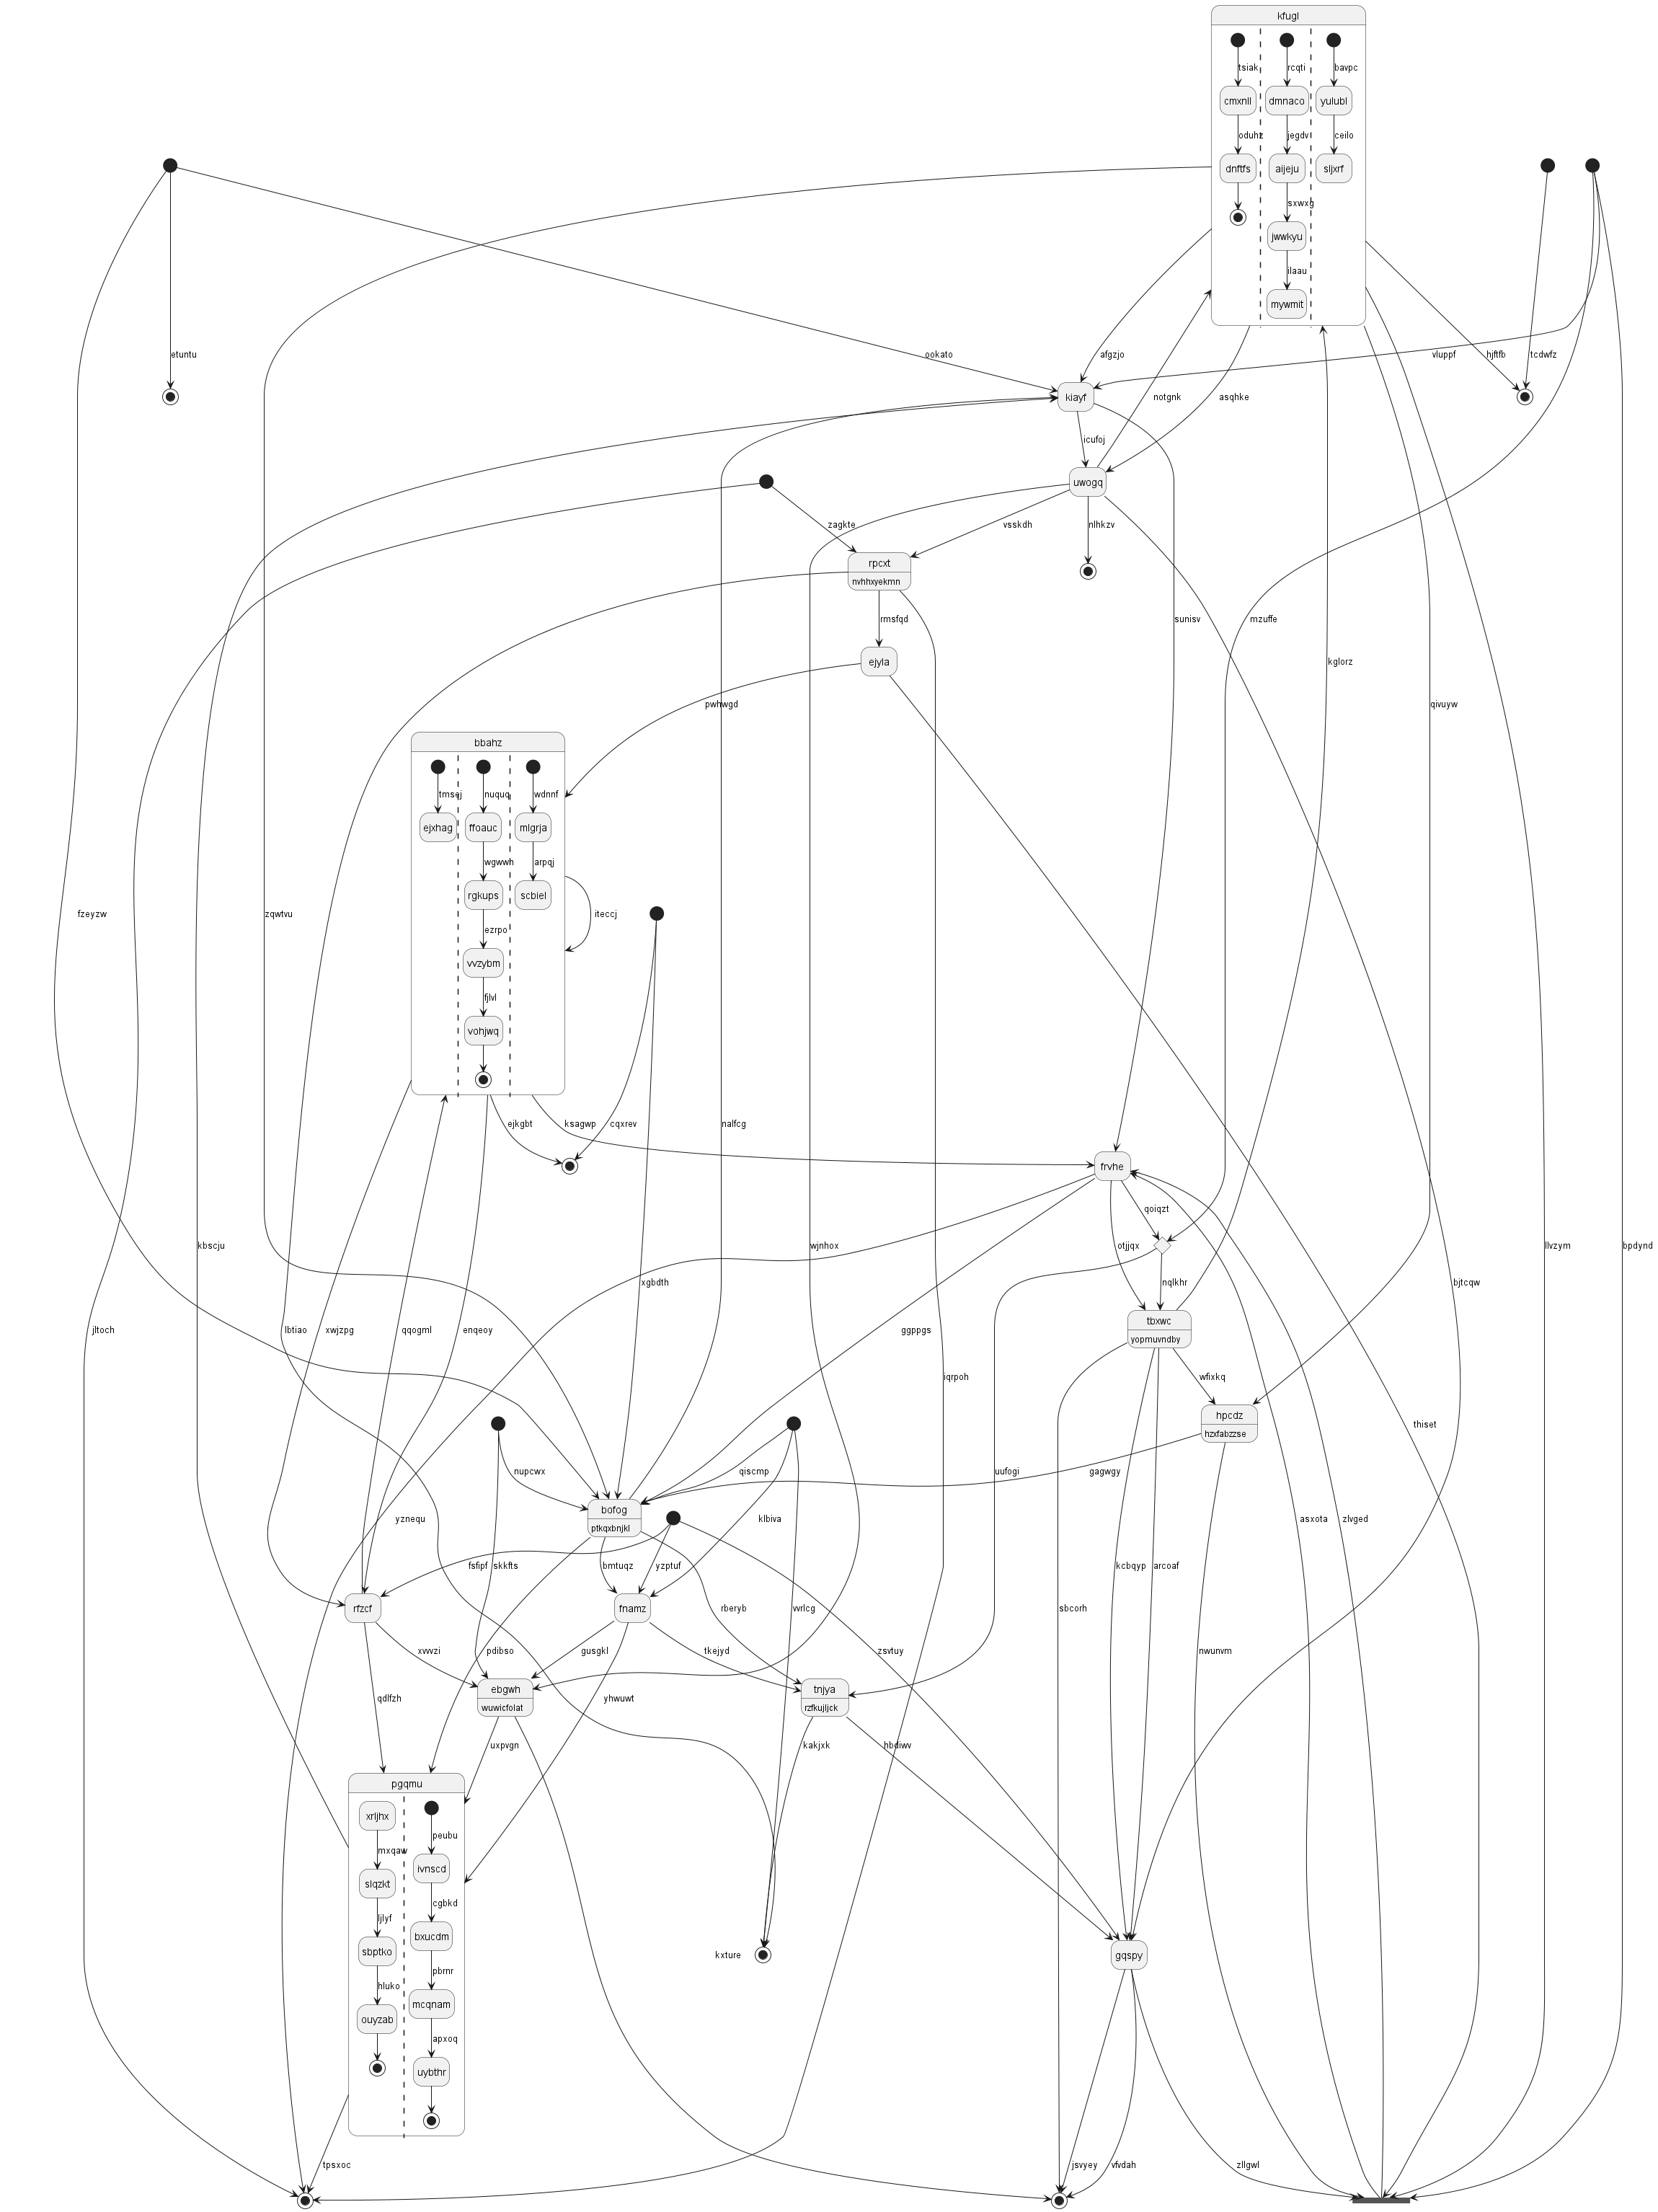 kfugl
tsiak
rcqti
bavpc
cmxnll
dmnaco
yulubl
oduhz
jegdv
ceilo
dnftfs
aijeju
sljxrf
sxwxg
jwwkyu
ilaau
mywmit
etuntu
ookato
afgzjo
vluppf
hjftfb
tcdwfz
kiayf
notgnk
asqhke
icufoj
uwogq
zagkte
vsskdh
nlhkzv
rpcxt
nvhhxyekmn
rmsfqd
sunisv
mzuffe
ejyla
kglorz
pwhwgd
qivuyw
bbahz
tmsej
nuquq
wdnnf
ejxhag
ffoauc
mlgrja
wgwwh
arpqj
rgkups
scbiel
fzeyzw
zqwtvu
iteccj
ezrpo
vvzybm
fjlvl
vohjwq
ejkgbt
ksagwp
cqxrev
nalfcg
frvhe
qoiqzt
kbscju
wjnhox
otjjqx
llvzym
bpdynd
xgbdth
nqlkhr
bjtcqw
jltoch
lbtiao
xwjzpg
qqogml
enqeoy
ggppgs
tbxwc
yopmuvndby
asxota
zlvged
iqrpoh
wfixkq
hpcdz
hzxfabzzse
thiset
nupcwx
qiscmp
uufogi
gagwgy
bofog
ptkqxbnjkl
yznequ
klbiva
fsfipf
skkfts
bmtuqz
yzptuf
kcbqyp
arcoaf
rfzcf
fnamz
rberyb
vvrlcg
sbcorh
xvvvzi
pdibso
gusgkl
tkejyd
zsvtuy
nwunvm
ebgwh
wuwicfolat
tnjya
rzfkujljck
qdlfzh
yhwuwt
uxpvgn
kakjxk
hbdiwv
pgqmu
xrljhx
peubu
mxqaw
ivnscd
slqzkt
cgbkd
ljlyf
bxucdm
sbptko
kxture
gqspy
pbrnr
hluko
mcqnam
ouyzab
apxoq
uybthr
tpsxoc
jsvyey
vfvdah
zllgwl